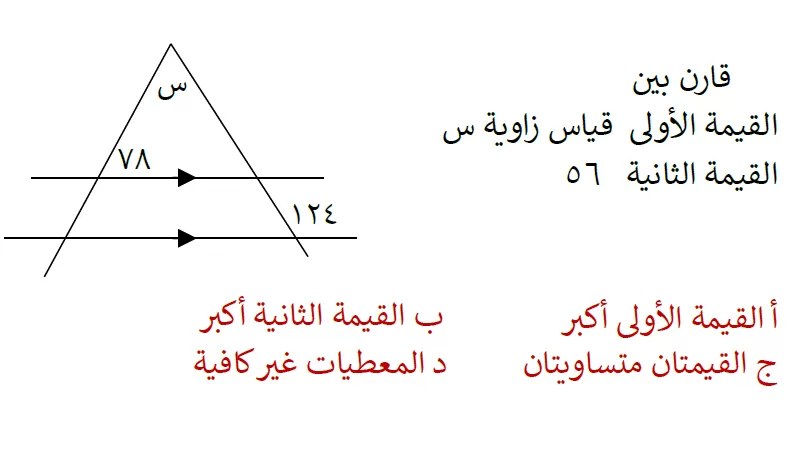 قارن بين
القيمة الأولى قياس زاوية س
القيمة الثانية ٥٦
س
٧٨
١٢٤
أ القيمة الأولى أكبر
ب القيمة الثانية أكبر
ج القيمتان متساويتان
د المعطيات غير كافية